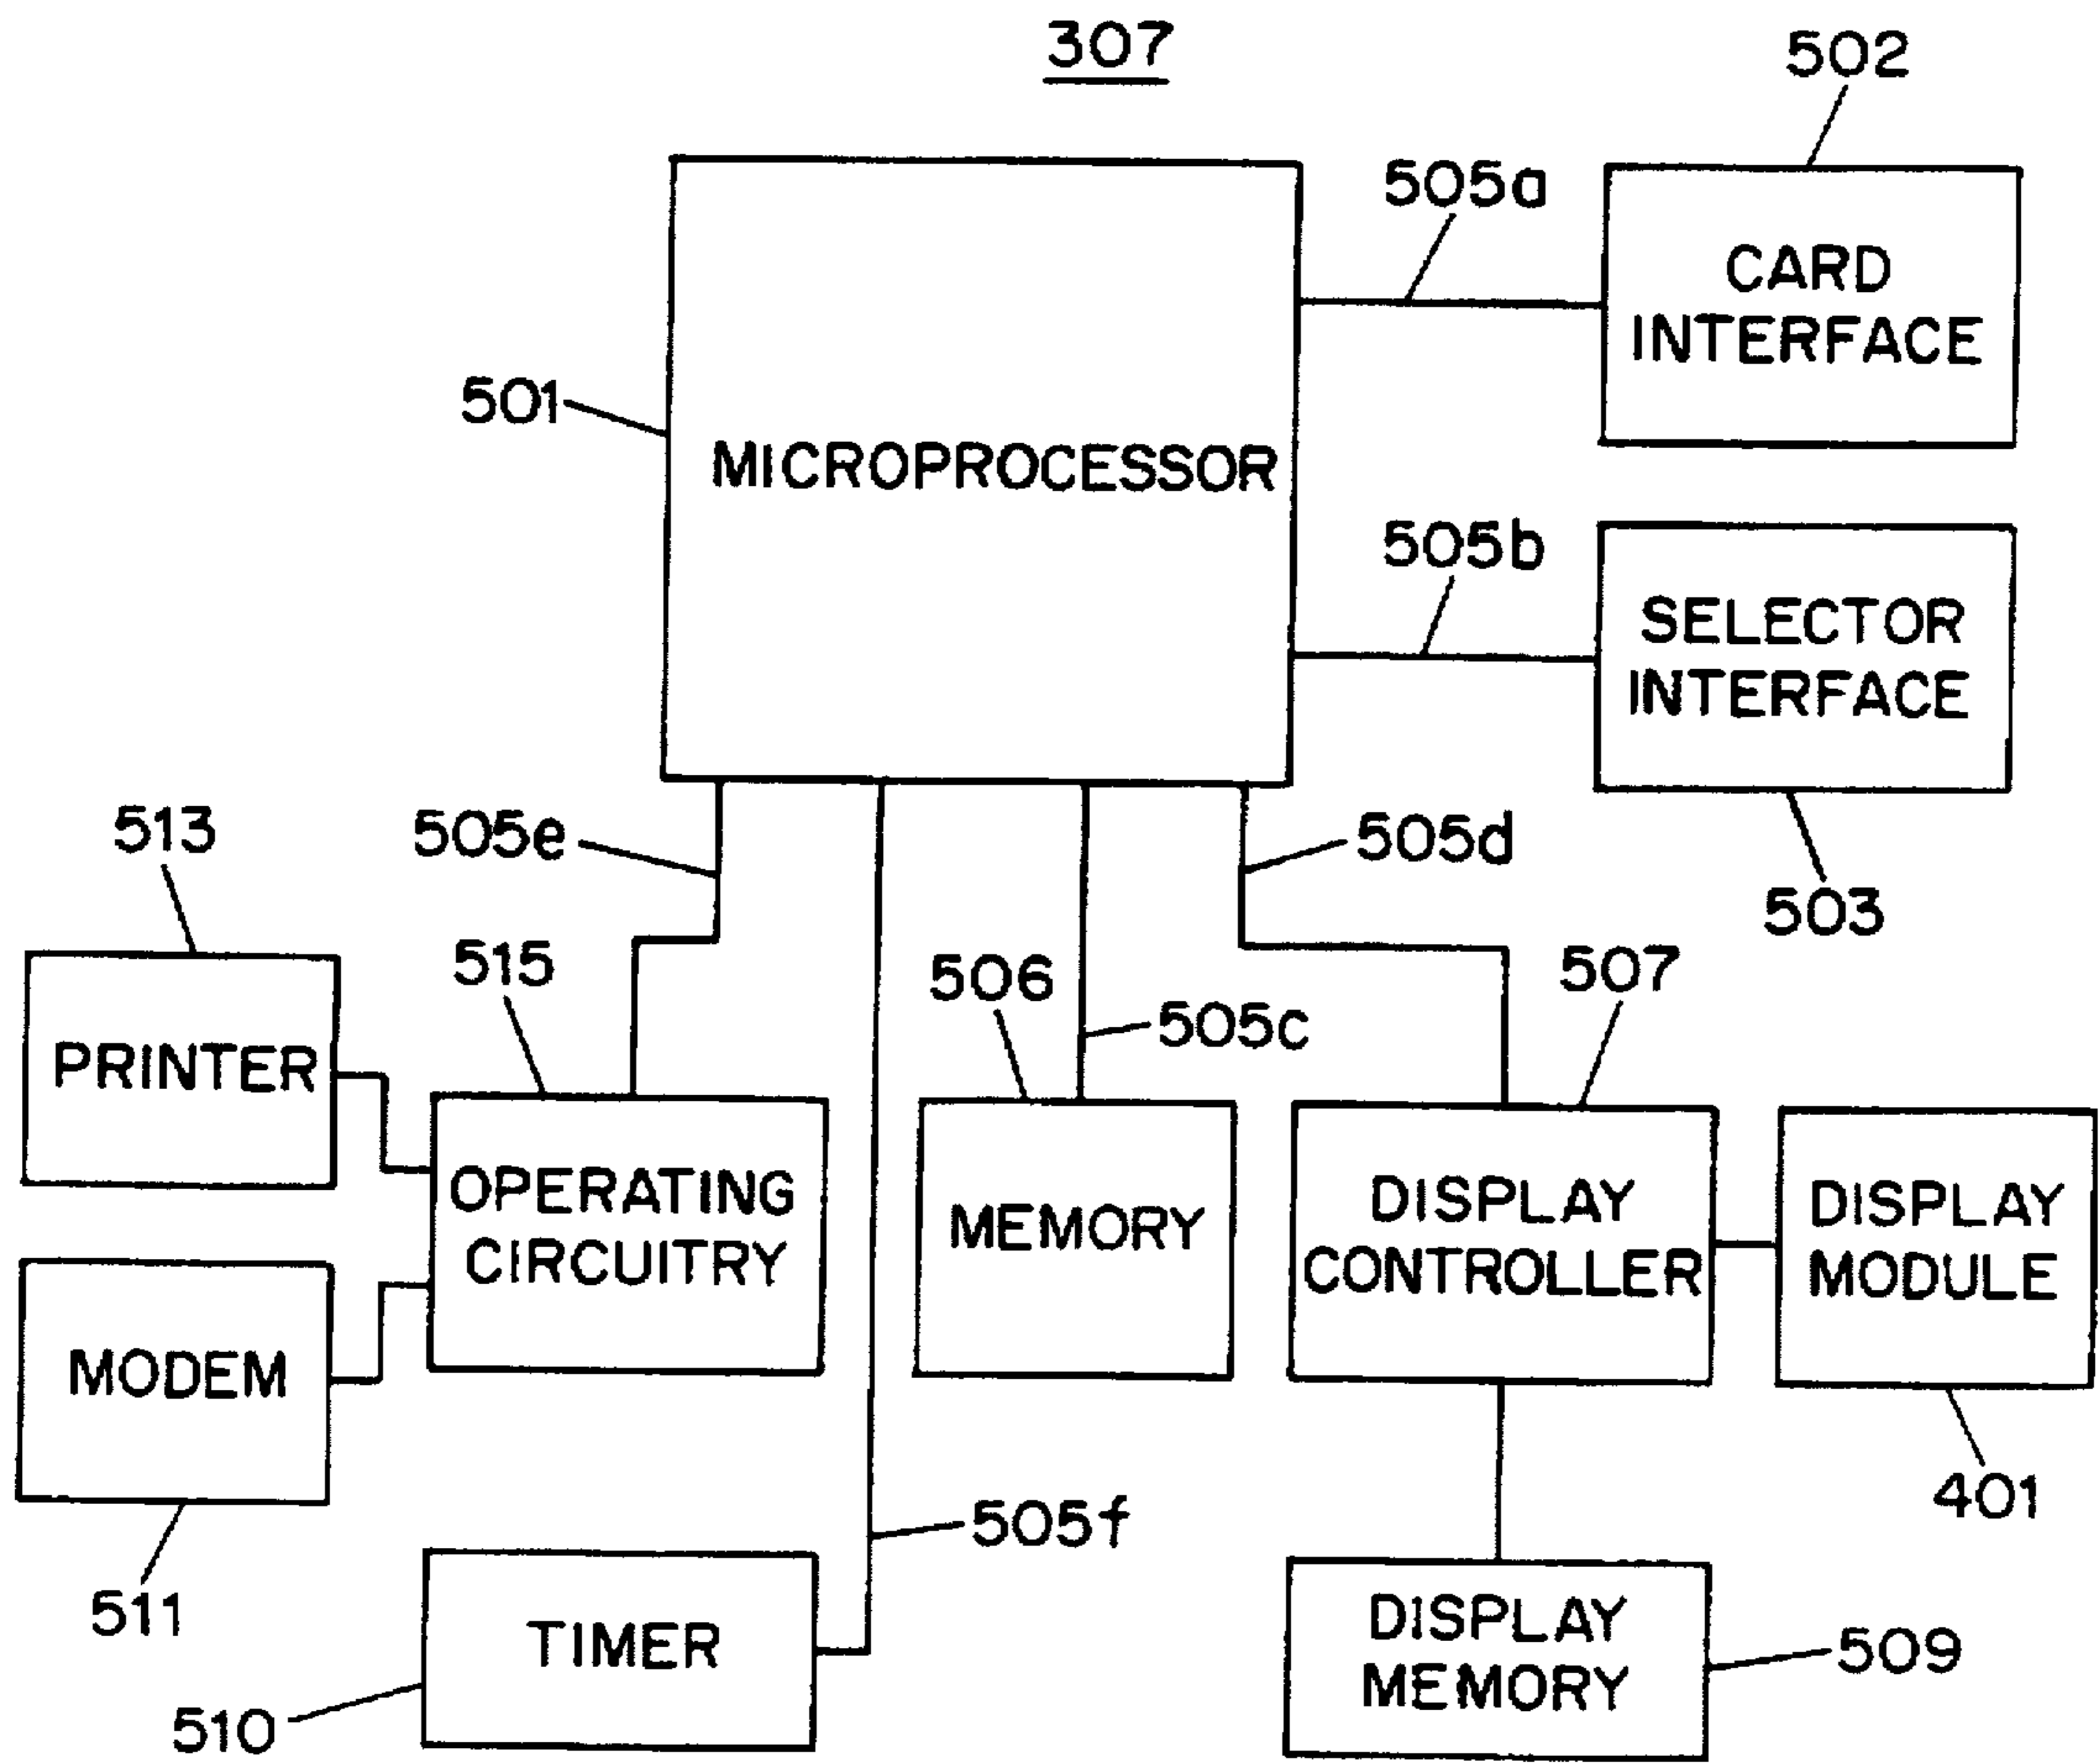 307
502
505a
CARD
INTERFACE
501
MICROPROCESSOR
505b
SELECTOR
INTERFACE
503
513
505e
505d
515
506
507
505c
PRINTER
OPERATING
CIRCUITRY
MEMORY
DISPLAY
CONTROLLER
DISPLAY
MODULE
MODEM
401
511
505f
TIMER
DISPLAY
MEMORY
509
510